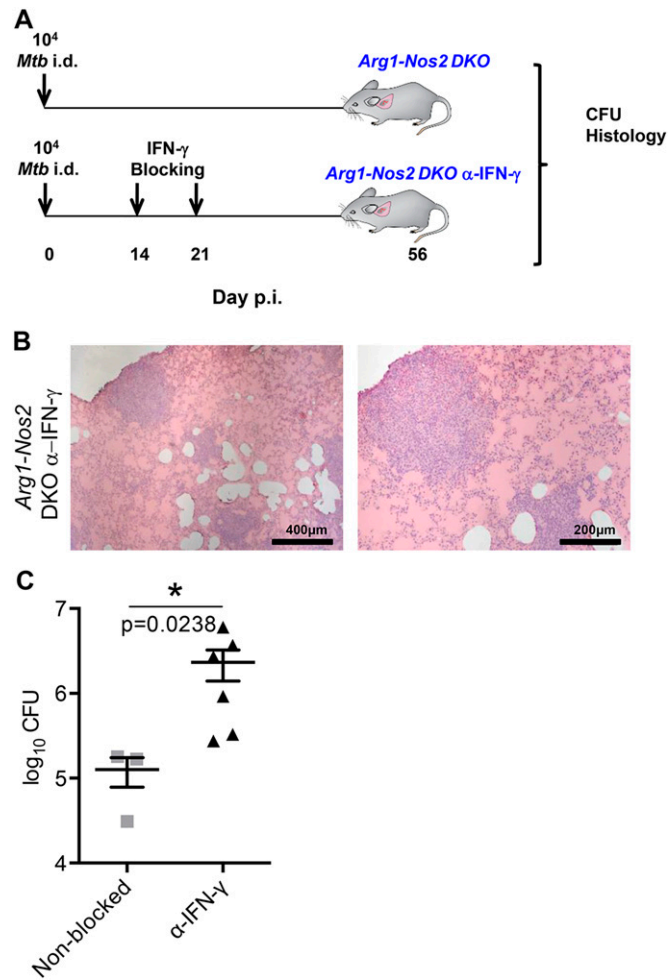 A
10⁴
Mtb i.d.
Arg1-Nos2 DKO
10⁴
Mtb i.d.
IFN-γ
Blocking
Arg1-Nos2 DKO α-IFN-γ
CFU
Histology
0 14 21 56
Day p.i.
B
Arg1-Nos2
DKO α–IFN-γ
400µm
200µm
C
*
p=0.0238
log₁₀ CFU
7
6
5
4
Non-blocked
α-IFN-γ